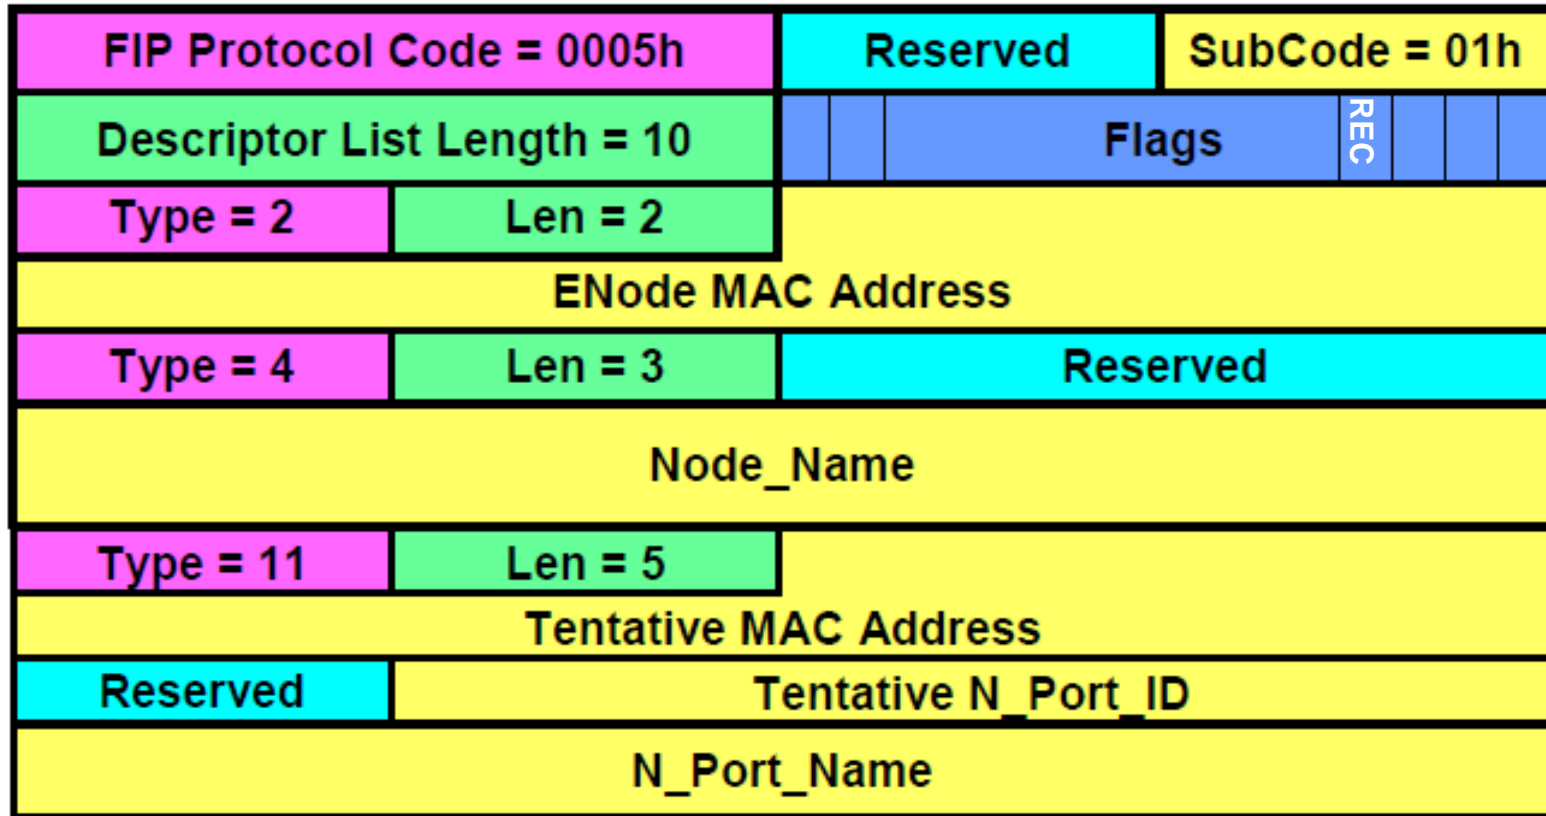 FIP Protocol Code = 0005h Reserved SubCode = 01h
Descriptor List Length = 10 Flags REC
Type = 2 Len = 2
ENode MAC Address
Type = 4 Len = 3 Reserved
Node_Name
Type = 11 Len = 5
Tentative MAC Address
Reserved Tentative N_Port_ID
N_Port_Name